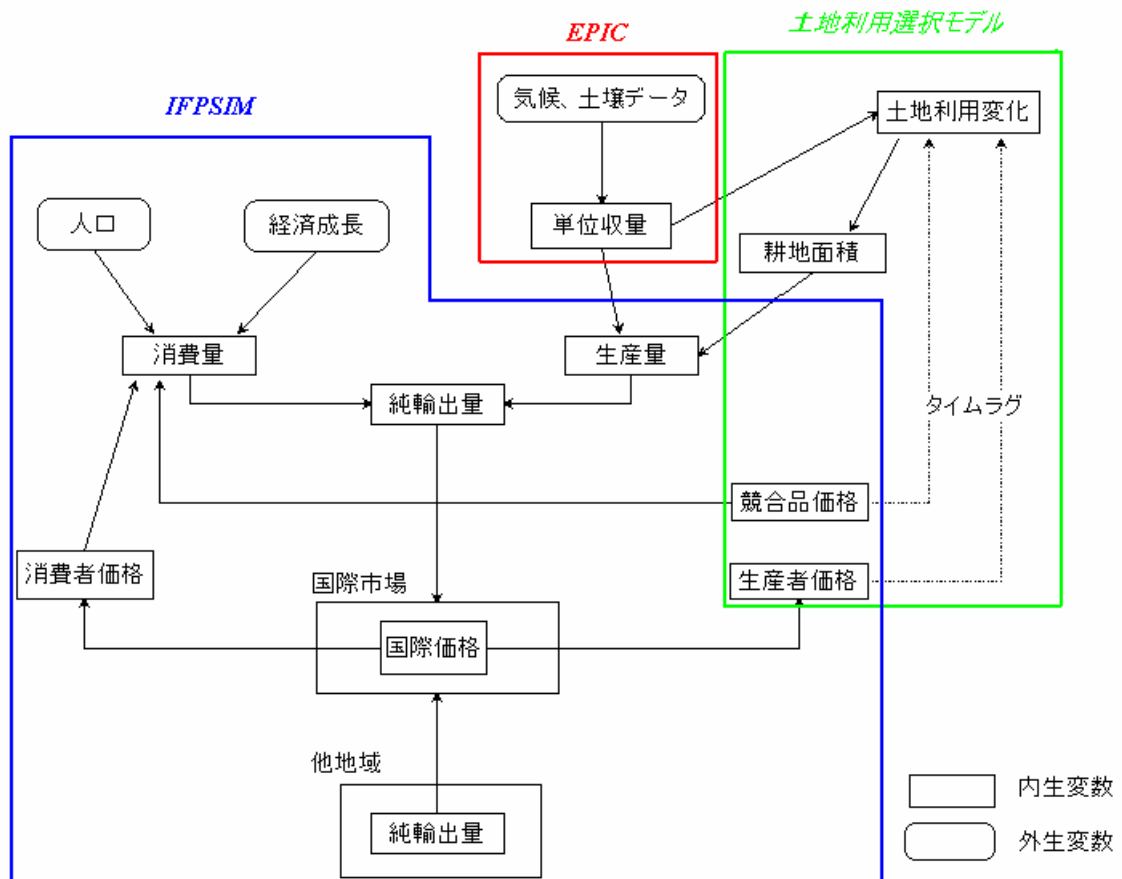 土地利用選択モデル
EPIC
IFPSIM
気候、土壌データ
土地利用変化
人口
経済成長
単位収量
耕地面積
消費量
生産量
純輸出量
タイムラグ
競合品価格
消費者価格
国際市場
生産者価格
国際価格
他地域
純輸出量
内生変数
外生変数